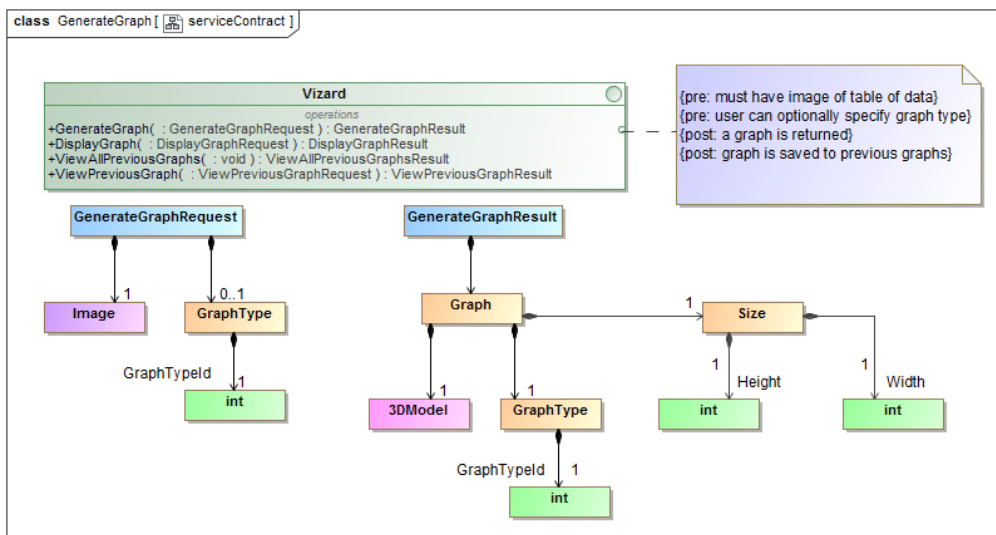 class GenerateGraph [ serviceContract ]
Vizard
operations
+GenerateGraph( : GenerateGraphRequest ) : GenerateGraphResult
+DisplayGraph( : DisplayGraphRequest ) : DisplayGraphResult
+ViewAllPreviousGraphs( : void ) : ViewAllPreviousGraphsResult
+ViewPreviousGraph( : ViewPreviousGraphRequest ) : ViewPreviousGraphResult
{pre: must have image of table of data}
{pre: user can optionally specify graph type}
{post: a graph is returned}
{post: graph is saved to previous graphs}
GenerateGraphRequest
GenerateGraphResult
1
0..1
Image
GraphType
GraphTypeId
1
int
Graph
1
Size
1
1
3DModel
GraphType
GraphTypeId
1
int
1
Height
int
1
Width
int